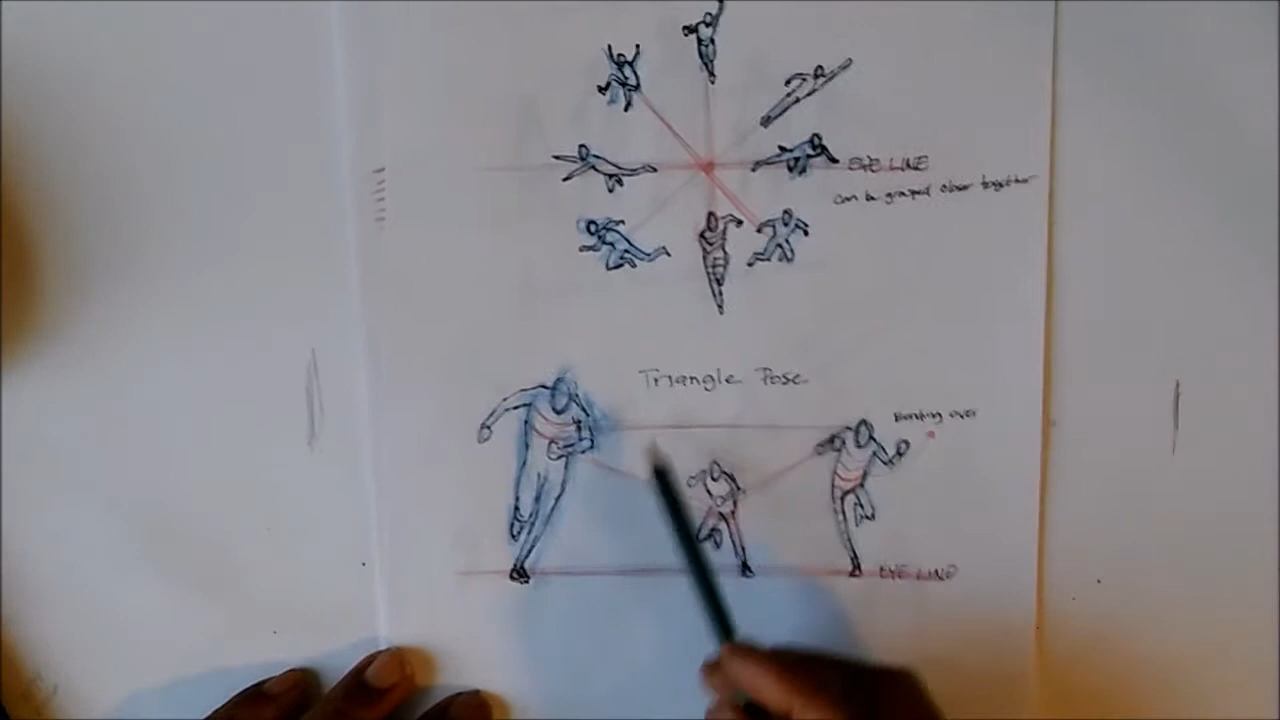 EYE LINE
can be grouped closer together
Triangle Pose
Bending over
EYE LINE